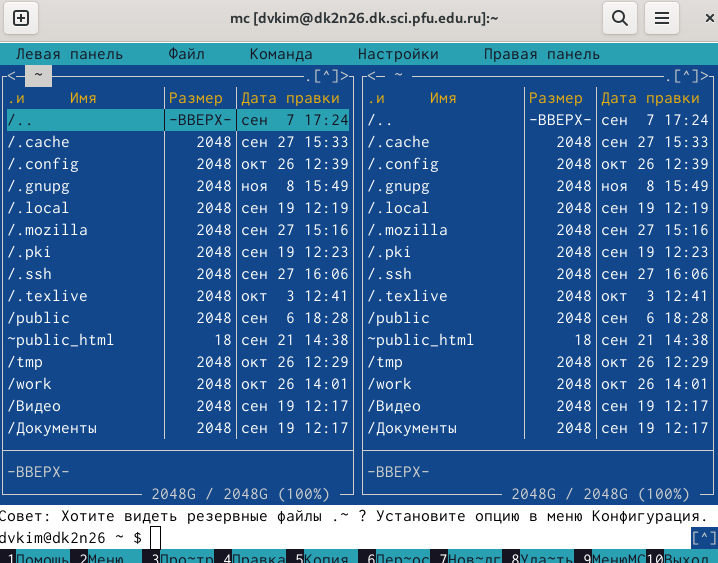 mc [dvkim@dk2n26.dk.sci.pfu.edu.ru]:~
Левая панель Файл Команда Настройки Правая панель
<─ ~ .[^]> <─ ~ .[^]>
.и Имя Размер Дата правки .и Имя Размер Дата правки
/.. -ВВЕРХ- сен 7 17:24 /.. -ВВЕРХ- сен 7 17:24
/.cache 2048 сен 27 15:33 /.cache 2048 сен 27 15:33
/.config 2048 окт 26 12:39 /.config 2048 окт 26 12:39
/.gnupg 2048 ноя 8 15:49 /.gnupg 2048 ноя 8 15:49
/.local 2048 сен 19 12:19 /.local 2048 сен 19 12:19
/.mozilla 2048 сен 27 15:16 /.mozilla 2048 сен 27 15:16
/.pki 2048 сен 19 12:23 /.pki 2048 сен 19 12:23
/.ssh 2048 сен 27 16:06 /.ssh 2048 сен 27 16:06
/.texlive 2048 окт 3 12:41 /.texlive 2048 окт 3 12:41
/public 2048 сен 6 18:28 /public 2048 сен 6 18:28
~public_html 18 сен 21 14:38 ~public_html 18 сен 21 14:38
/tmp 2048 окт 26 12:29 /tmp 2048 окт 26 12:29
/work 2048 окт 26 14:01 /work 2048 окт 26 14:01
/Видео 2048 сен 19 12:17 /Видео 2048 сен 19 12:17
/Документы 2048 сен 19 12:17 /Документы 2048 сен 19 12:17
-ВВЕРХ- -ВВЕРХ-
2048G / 2048G (100%) 2048G / 2048G (100%)
Совет: Хотите видеть резервные файлы .~ ? Установите опцию в меню Конфигурация.
dvkim@dk2n26 ~ $ [^]
1Помощь 2Меню 3Про~тр 4Правка 5Копия 6Пер~ос 7Нов~лг 8Уда~ть 9МенюMC 10Выход